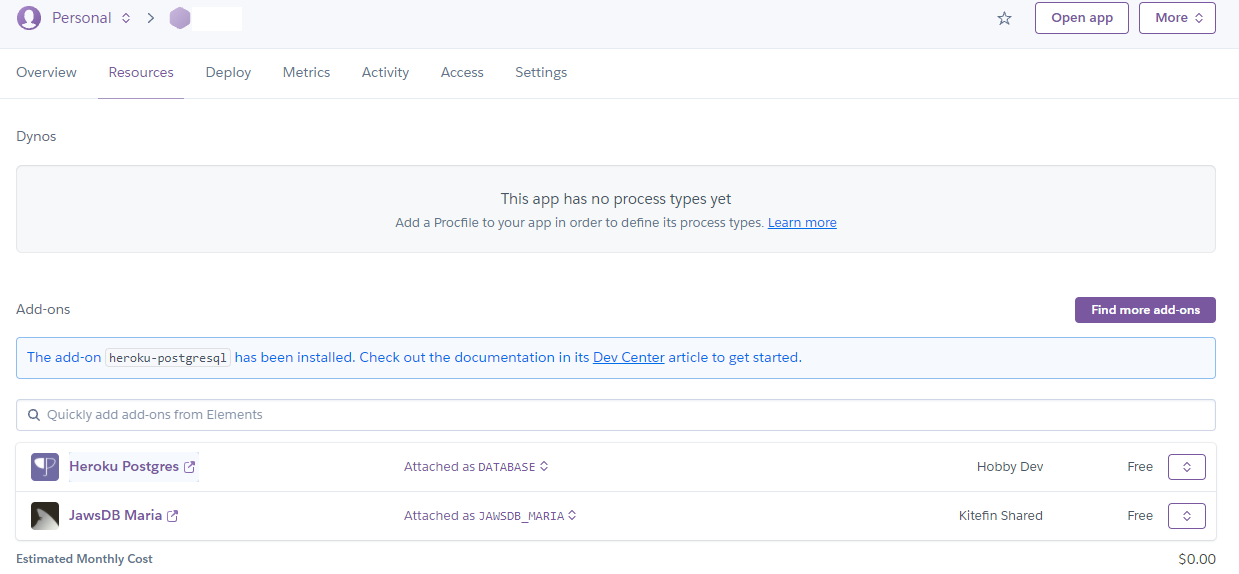 Personal
Open app
More
Overview Resources Deploy Metrics Activity Access Settings
Dynos
This app has no process types yet
Add a Procfile to your app in order to define its process types. Learn more
Add-ons
Find more add-ons
The add-on heroku-postgresql has been installed. Check out the documentation in its Dev Center article to get started.
Quickly add add-ons from Elements
Heroku Postgres Attached as DATABASE Hobby Dev Free
JawsDB Maria Attached as JAWSDB_MARIA Kitefin Shared Free
Estimated Monthly Cost $0.00